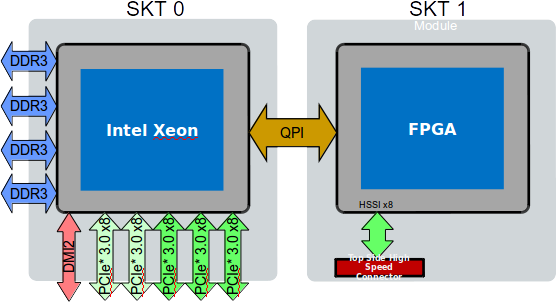 SKT 0
SKT 1
Module
DDR3
DDR3
DDR3
DDR3
Intel Xeon
QPI
FPGA
HSSI x8
DMI2
PCIe* 3.0 x8
PCIe* 3.0 x8
PCIe* 3.0 x8
PCIe* 3.0 x8
PCIe* 3.0 x8
Top Side High
Speed
Connector